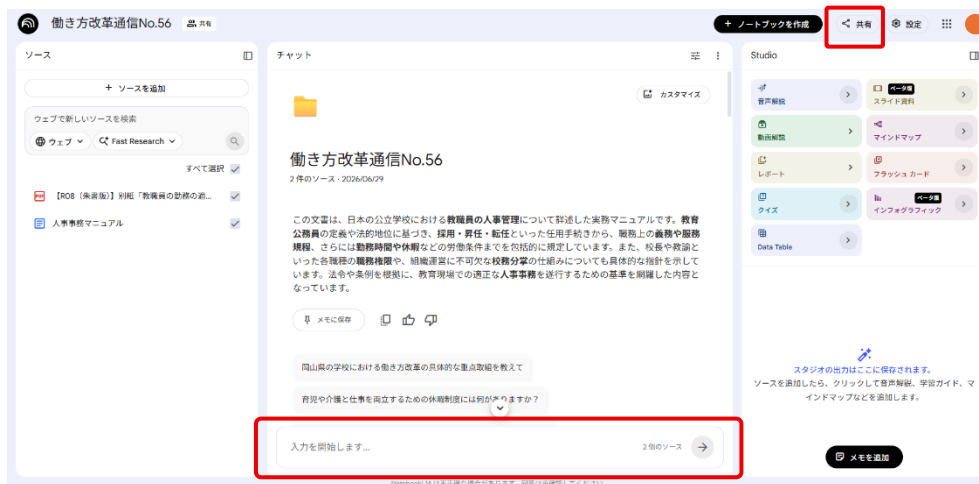 働き方改革通信No.56
共有
+ ノートブックを作成
共有
設定
ソース
+ ソースを追加
ウェブで新しいソースを検索
ウェブ
Fast Research
すべて選択
PDF
【R08（朱書版）】別紙「教職員の勤務の適...
人事事務マニュアル
チャット
カスタマイズ
働き方改革通信No.56
2 件のソース・2026/06/29
この文書は、日本の公立学校における教職員の人事管理について詳述した実務マニュアルです。教育
公務員の定義や法的地位に基づき、採用・昇任・転任といった任用手続きから、職務上の義務や服務
規程、さらには勤務時間や休暇などの労働条件までを包括的に規定しています。また、校長や教諭と
いった各職種の職務権限や、組織運営に不可欠な校務分掌の仕組みについても具体的な指針を示して
います。法令や条例を根拠に、教育現場での適正な人事事務を遂行するための基準を網羅した内容と
なっています。
メモに保存
岡山県の学校における働き方改革の具体的な重点取組を教えて
育児や介護と仕事を両立するための休暇制度には何がありますか？
入力を開始します...
2 個のソース
NotebookLM は不正確な場合があります。回答は再確認してください。
Studio
音声解説
ベータ版
スライド資料
動画解説
マインドマップ
レポート
フラッシュ カード
クイズ
ベータ版
インフォグラフィック
Data Table
スタジオの出力はここに保存されます。
ソースを追加したら、クリックして音声解説、学習ガイド、マ
インドマップなどを追加します。
メモを追加